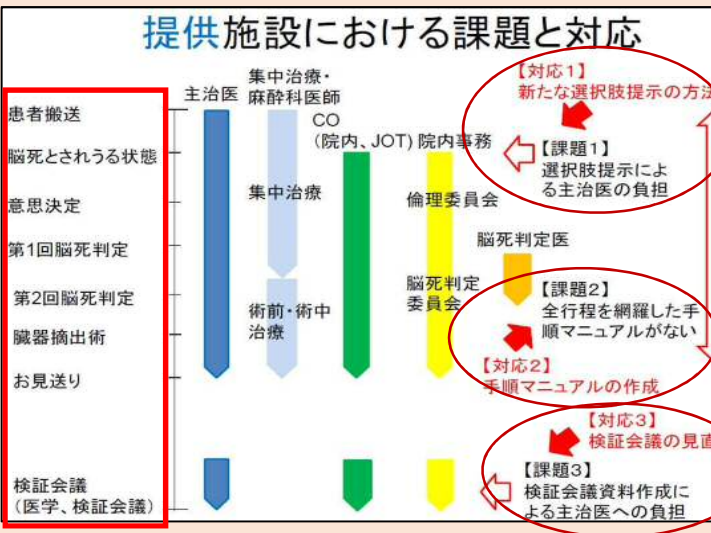 提供施設における課題と対応
主治医
集中治療・
麻酔科医師
CO
(院内、JOT)
院内事務
患者搬送
脳死とされうる状態
意思決定
第1回脳死判定
第2回脳死判定
臓器摘出術
お見送り
検証会議
(医学、検証会議)
集中治療
術前・術中
治療
倫理委員会
脳死判定
委員会
脳死判定医
【対応1】
新たな選択肢提示の方法
【課題1】
選択肢提示によ
る主治医の負担
【課題2】
全行程を網羅した手
順マニュアルがない
【対応2】
手順マニュアルの作成
【対応3】
検証会議の見直
【課題3】
検証会議資料作成に
よる主治医への負担